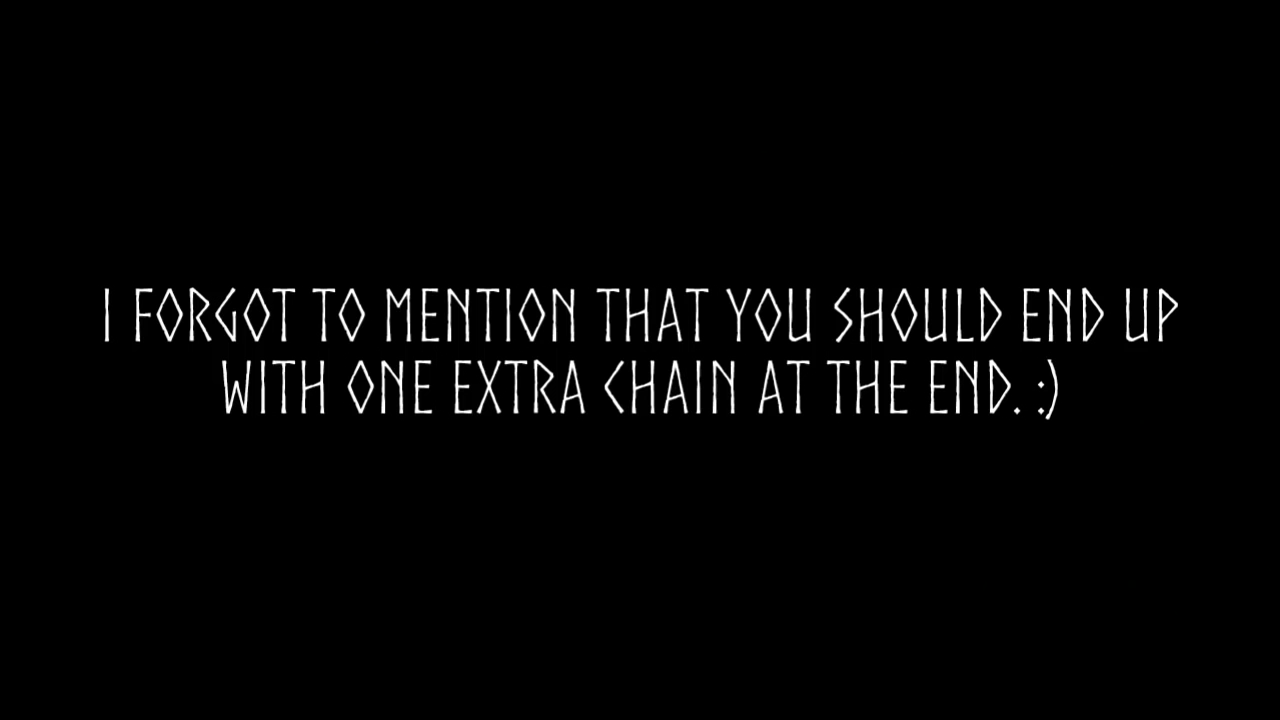 I FORGOT TO MENTION THAT YOU SHOULD END UP
WITH ONE EXTRA CHAIN AT THE END. :)